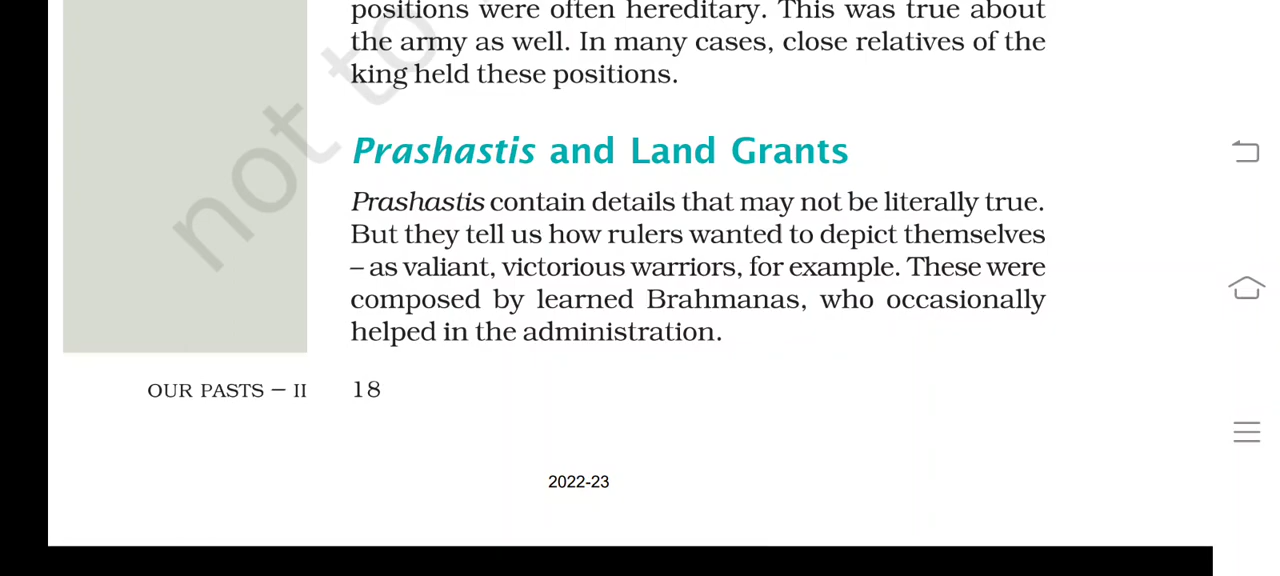 positions were often hereditary. This was true about
the army as well. In many cases, close relatives of the
king held these positions.
not to
Prashastis and Land Grants
Prashastis contain details that may not be literally true.
But they tell us how rulers wanted to depict themselves
– as valiant, victorious warriors, for example. These were
composed by learned Brahmanas, who occasionally
helped in the administration.
OUR PASTS – II 18
2022-23